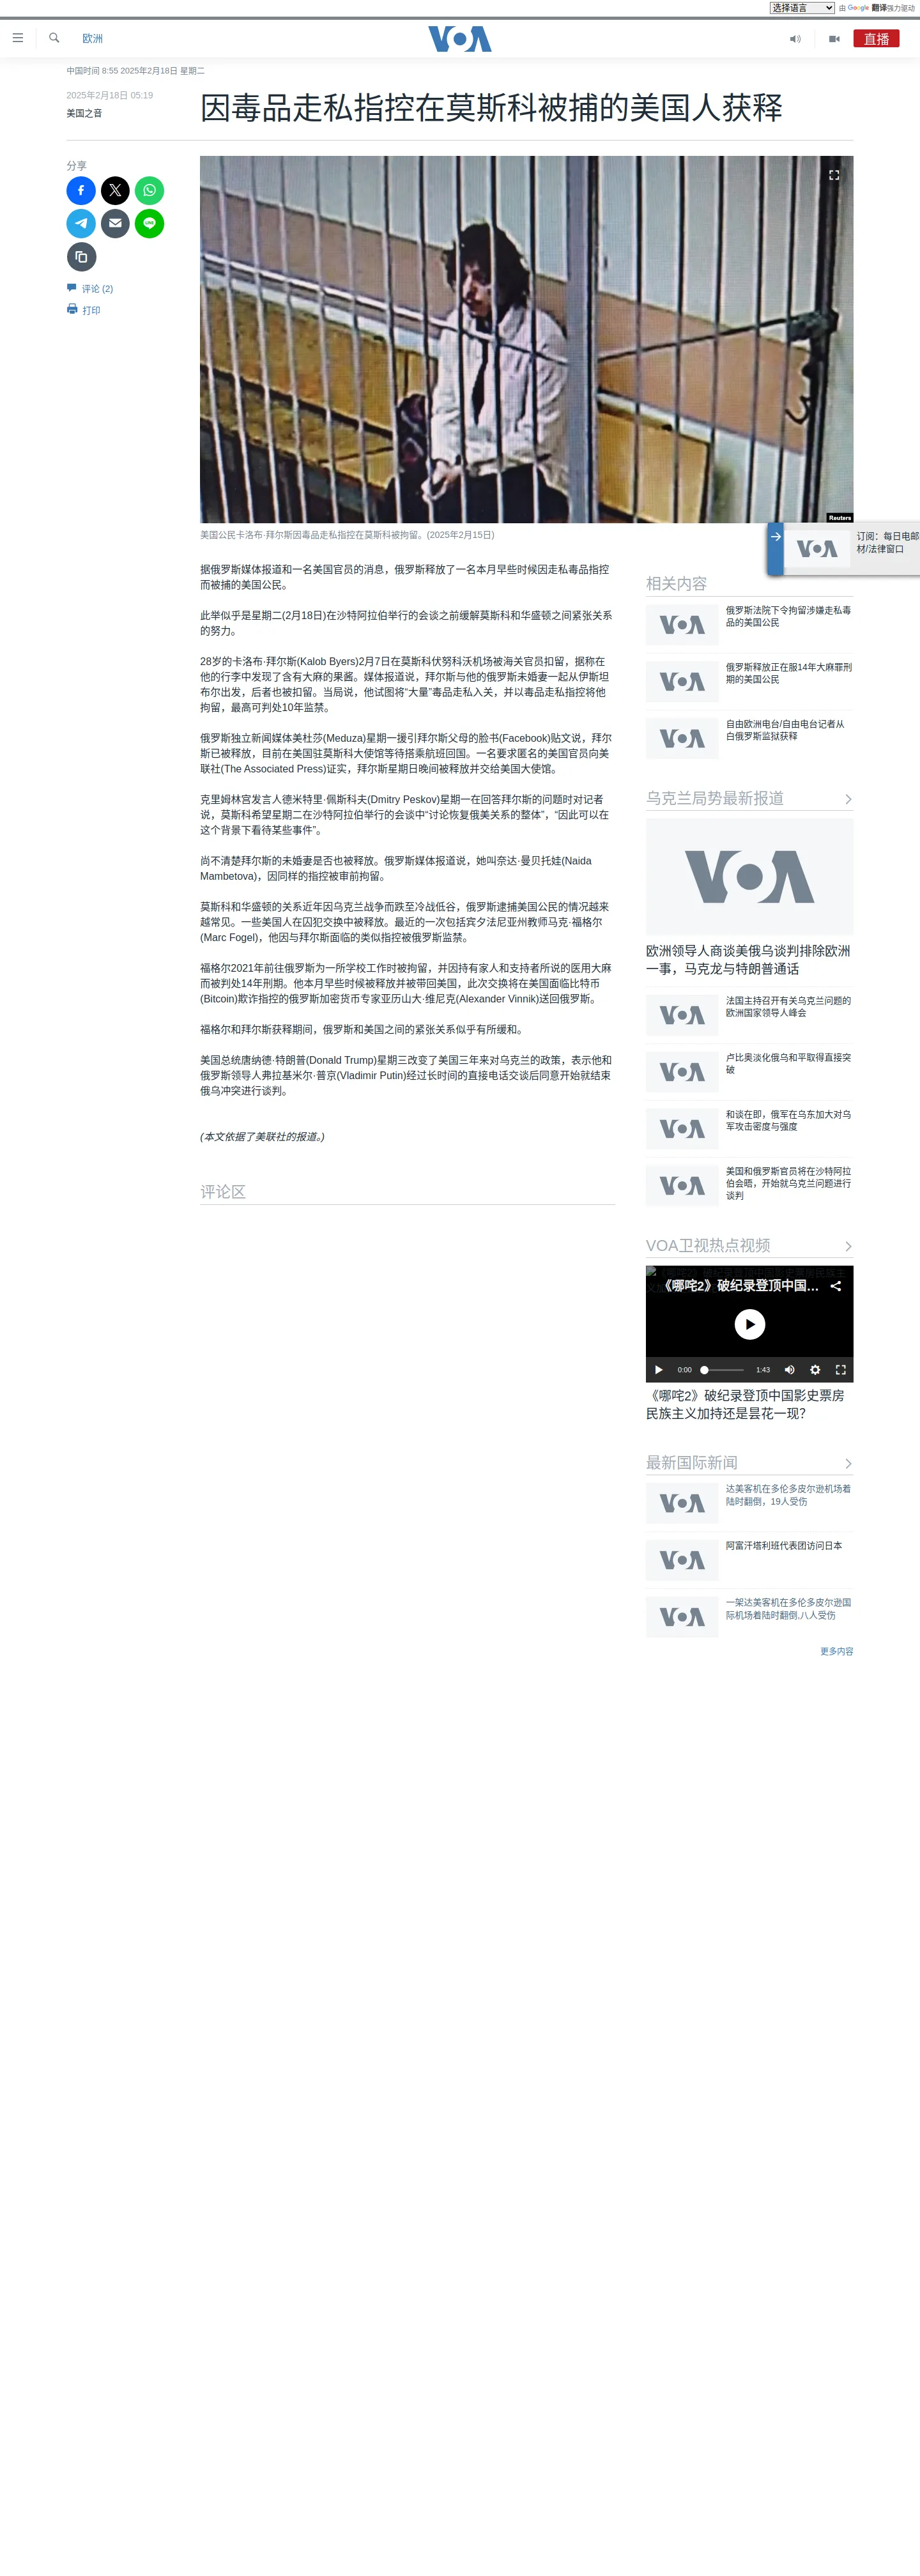 选择语言 由 Google 翻译强力驱动
欧洲
VOA
直播
中国时间 8:55 2025年2月18日 星期二
2025年2月18日 05:19
美国之音
因毒品走私指控在莫斯科被捕的美国人获释
分享
LINE
评论 (2)
打印
Reuters
美国公民卡洛布·拜尔斯因毒品走私指控在莫斯科被拘留。(2025年2月15日)
VOA
订阅：每日电邮
材/法律窗口
据俄罗斯媒体报道和一名美国官员的消息，俄罗斯释放了一名本月早些时候因走私毒品指控
而被捕的美国公民。
此举似乎是星期二(2月18日)在沙特阿拉伯举行的会谈之前缓解莫斯科和华盛顿之间紧张关系
的努力。
28岁的卡洛布·拜尔斯(Kalob Byers)2月7日在莫斯科伏努科沃机场被海关官员扣留，据称在
他的行李中发现了含有大麻的果酱。媒体报道说，拜尔斯与他的俄罗斯未婚妻一起从伊斯坦
布尔出发，后者也被扣留。当局说，他试图将“大量”毒品走私入关，并以毒品走私指控将他
拘留，最高可判处10年监禁。
俄罗斯独立新闻媒体美杜莎(Meduza)星期一援引拜尔斯父母的脸书(Facebook)贴文说，拜尔
斯已被释放，目前在美国驻莫斯科大使馆等待搭乘航班回国。一名要求匿名的美国官员向美
联社(The Associated Press)证实，拜尔斯星期日晚间被释放并交给美国大使馆。
克里姆林宫发言人德米特里·佩斯科夫(Dmitry Peskov)星期一在回答拜尔斯的问题时对记者
说，莫斯科希望星期二在沙特阿拉伯举行的会谈中“讨论恢复俄美关系的整体”，“因此可以在
这个背景下看待某些事件”。
尚不清楚拜尔斯的未婚妻是否也被释放。俄罗斯媒体报道说，她叫奈达·曼贝托娃(Naida
Mambetova)，因同样的指控被审前拘留。
莫斯科和华盛顿的关系近年因乌克兰战争而跌至冷战低谷，俄罗斯逮捕美国公民的情况越来
越常见。一些美国人在囚犯交换中被释放。最近的一次包括宾夕法尼亚州教师马克·福格尔
(Marc Fogel)，他因与拜尔斯面临的类似指控被俄罗斯监禁。
福格尔2021年前往俄罗斯为一所学校工作时被拘留，并因持有家人和支持者所说的医用大麻
而被判处14年刑期。他本月早些时候被释放并被带回美国，此次交换将在美国面临比特币
(Bitcoin)欺诈指控的俄罗斯加密货币专家亚历山大·维尼克(Alexander Vinnik)送回俄罗斯。
福格尔和拜尔斯获释期间，俄罗斯和美国之间的紧张关系似乎有所缓和。
美国总统唐纳德·特朗普(Donald Trump)星期三改变了美国三年来对乌克兰的政策，表示他和
俄罗斯领导人弗拉基米尔·普京(Vladimir Putin)经过长时间的直接电话交谈后同意开始就结束
俄乌冲突进行谈判。
(本文依据了美联社的报道。)
评论区
相关内容
VOA
俄罗斯法院下令拘留涉嫌走私毒
品的美国公民
VOA
俄罗斯释放正在服14年大麻罪刑
期的美国公民
VOA
自由欧洲电台/自由电台记者从
白俄罗斯监狱获释
乌克兰局势最新报道
VOA
欧洲领导人商谈美俄乌谈判排除欧洲
一事，马克龙与特朗普通话
VOA
法国主持召开有关乌克兰问题的
欧洲国家领导人峰会
VOA
卢比奥淡化俄乌和平取得直接突
破
VOA
和谈在即，俄军在乌东加大对乌
军攻击密度与强度
VOA
美国和俄罗斯官员将在沙特阿拉
伯会晤，开始就乌克兰问题进行
谈判
VOA卫视热点视频
《哪咤2》破纪录登顶中国...
0:00 1:43
《哪咤2》破纪录登顶中国影史票房
民族主义加持还是昙花一现？
最新国际新闻
VOA
达美客机在多伦多皮尔逊机场着
陆时翻倒，19人受伤
VOA
阿富汗塔利班代表团访问日本
VOA
一架达美客机在多伦多皮尔逊国
际机场着陆时翻倒,八人受伤
更多内容